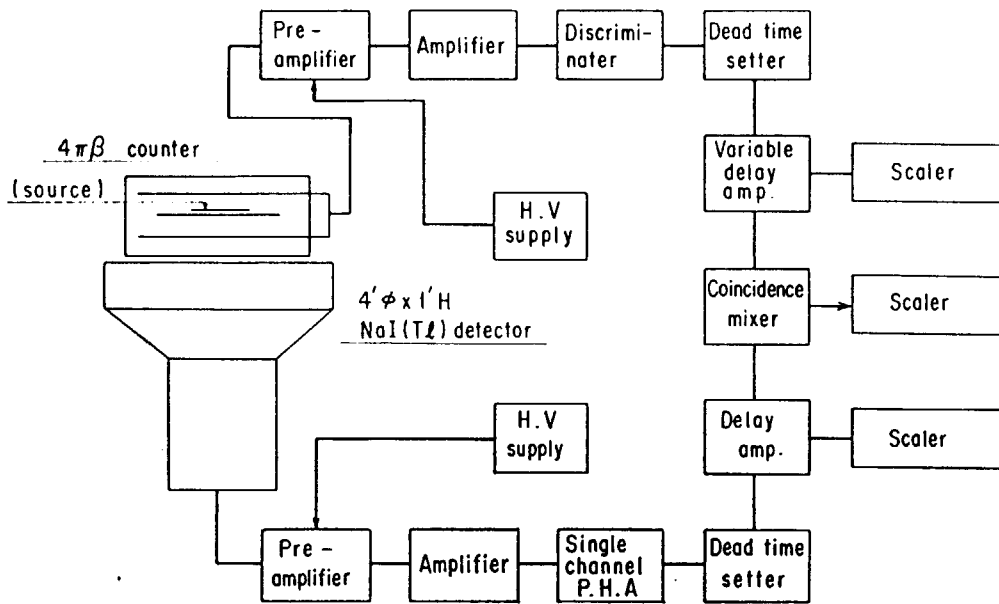 Pre-
amplifier
Amplifier
Discrimi-
nater
Dead time
setter
4πβ counter
(source)
Variable
delay
amp.
Scaler
H.V
supply
4'φ x 1'H
NaI(Tℓ) detector
Coincidence
mixer
Scaler
H.V
supply
Delay
amp.
Scaler
Pre-
amplifier
Amplifier
Single
channel
P.H.A
Dead time
setter